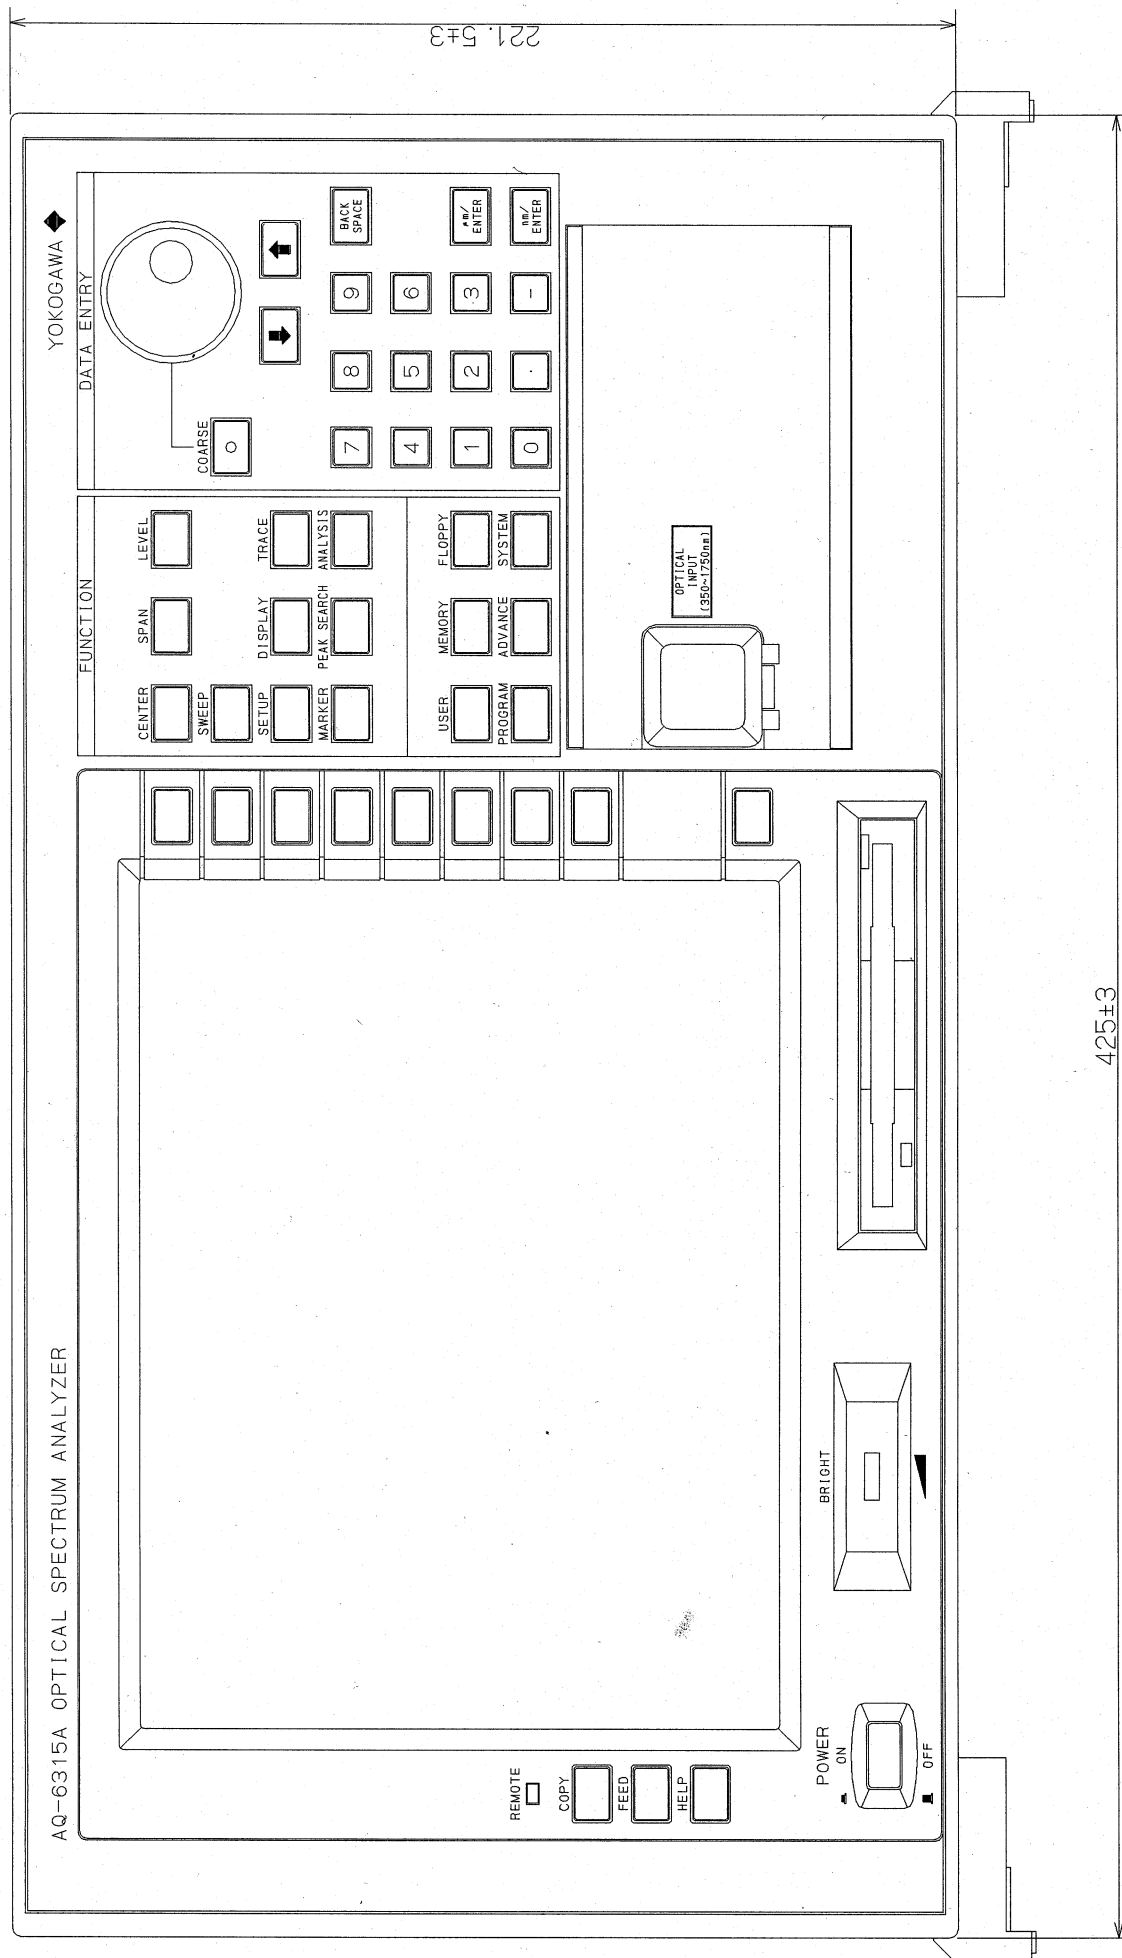 221.5±3
AQ-6315A OPTICAL SPECTRUM ANALYZER
YOKOGAWA
FUNCTION
DATA ENTRY
CENTER
SPAN
LEVEL
COARSE
SWEEP
SETUP
DISPLAY
TRACE
MARKER
PEAK SEARCH
ANALYSIS
7
8
9
BACK
SPACE
4
5
6
USER
MEMORY
FLOPPY
1
2
3
µm/
ENTER
PROGRAM
ADVANCE
SYSTEM
0
.
-
nm/
ENTER
REMOTE
COPY
FEED
HELP
OPTICAL
INPUT
(350~1750nm)
POWER
ON
OFF
BRIGHT
425±3